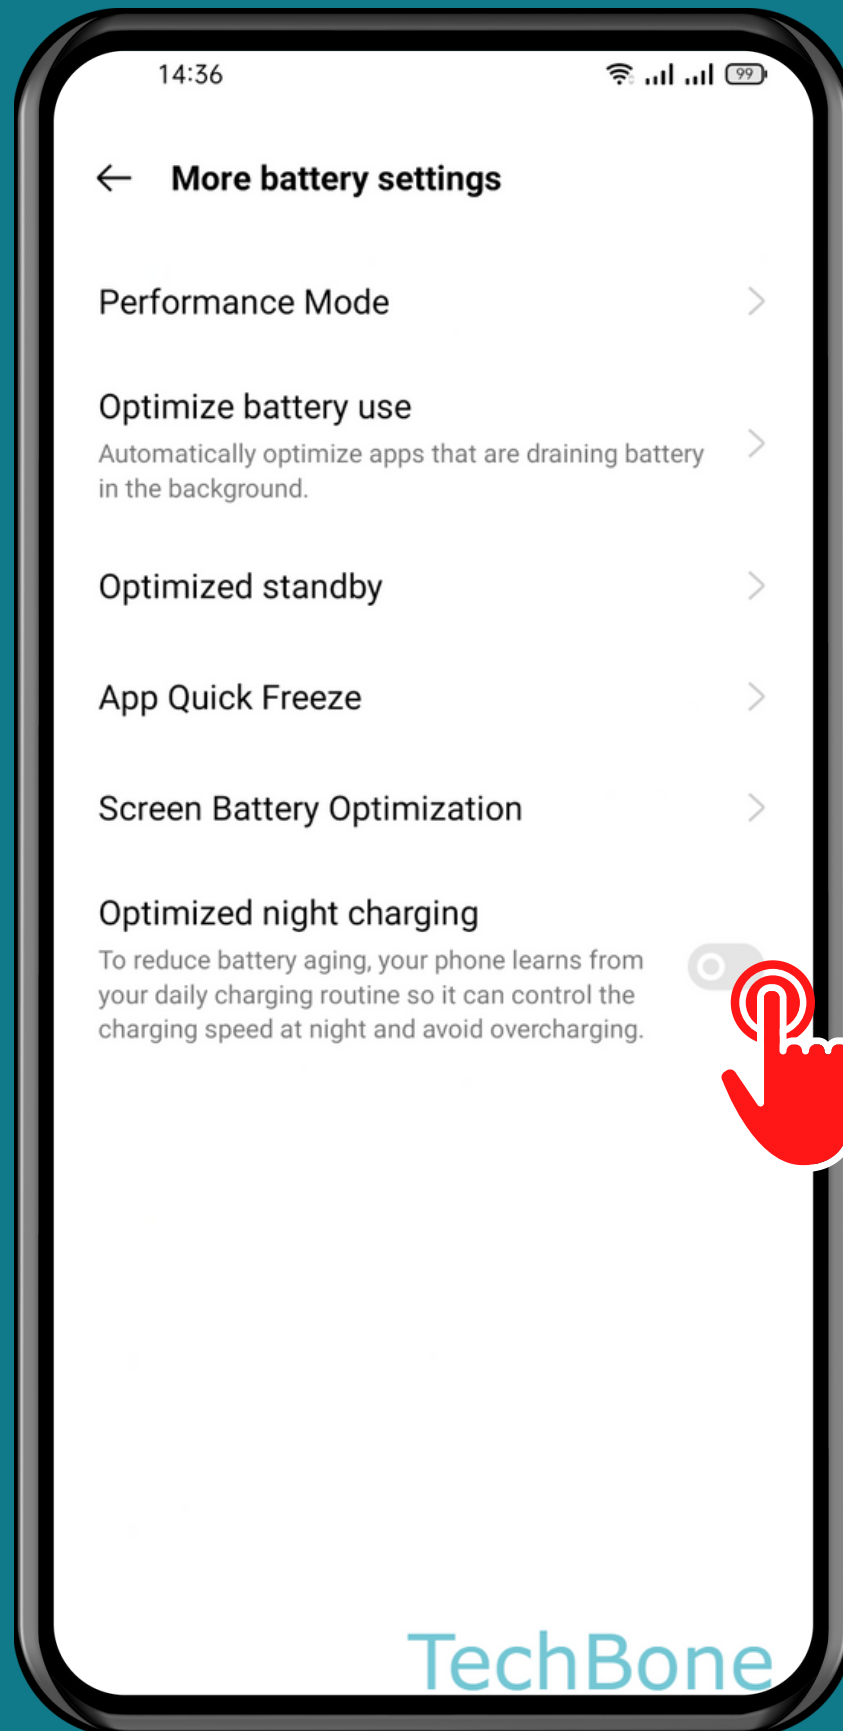 14:36
99
More battery settings
Performance Mode
Optimize battery use
Automatically optimize apps that are draining battery
in the background.
Optimized standby
App Quick Freeze
Screen Battery Optimization
Optimized night charging
To reduce battery aging, your phone learns from
your daily charging routine so it can control the
charging speed at night and avoid overcharging.
TechBone